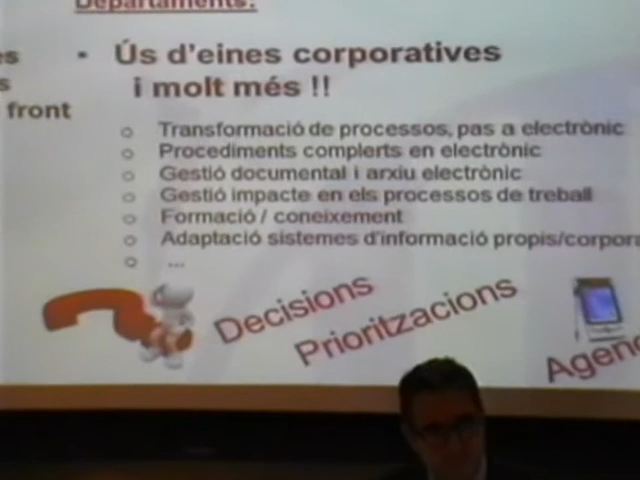 Departaments:
es
s
front
- Ús d'eines corporatives
i molt més !!
o Transformació de processos, pas a electrònic
o Procediments complerts en electrònic
o Gestió documental i arxiu electrònic
o Gestió impacte en els processos de treball
o Formació / coneixement
o Adaptació sistemes d'informació propis/corpora
o ...
Decisions
Prioritzacions
Agen